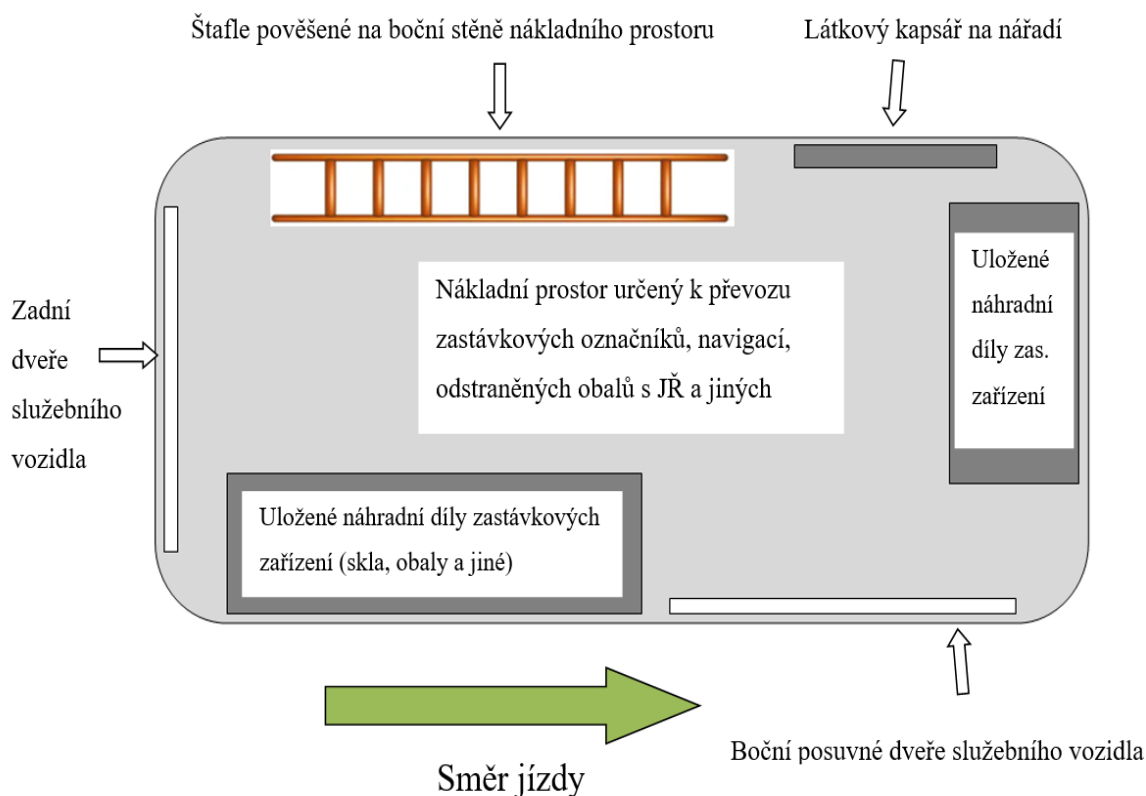 Štafle pověšené na boční stěně nákladního prostoru
Látkový kapsář na nářadí
Zadní
dveře
služebního
vozidla
Nákladní prostor určený k převozu
zastávkových označníků, navigací,
odstraněných obalů s JŘ a jiných
Uložené
náhradní
díly zas.
zařízení
Uložené náhradní díly zastávkových
zařízení (skla, obaly a jiné)
Směr jízdy
Boční posuvné dveře služebního vozidla